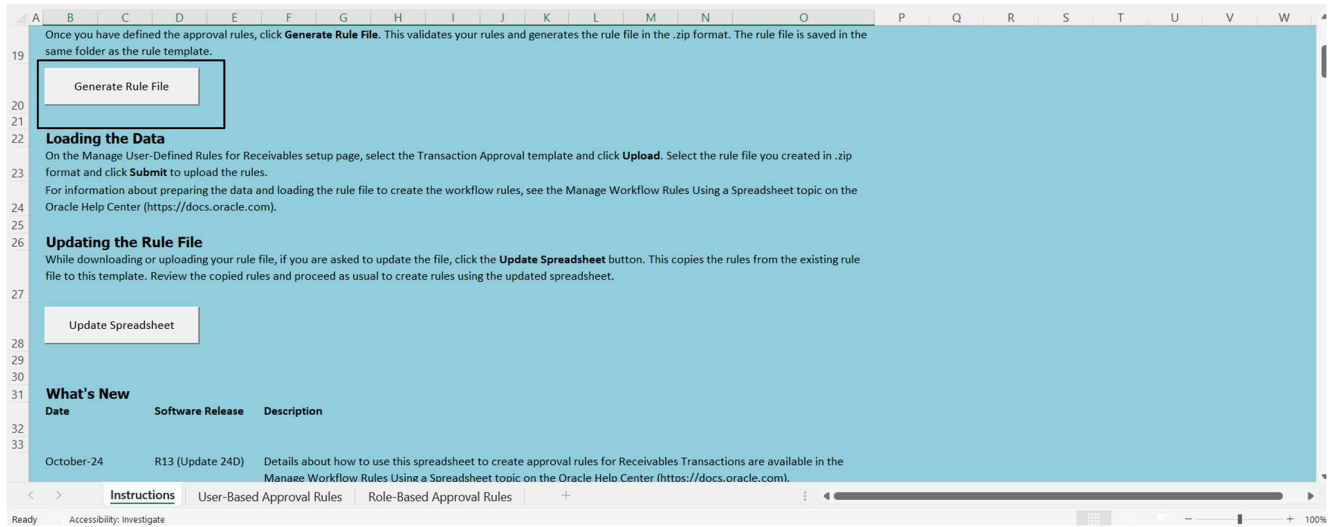 A B C D E F G H I J K L M N O P Q R S T U V W
Once you have defined the approval rules, click Generate Rule File. This validates your rules and generates the rule file in the .zip format. The rule file is saved in the
19 same folder as the rule template.
Generate Rule File
20
21
22 Loading the Data
On the Manage User-Defined Rules for Receivables setup page, select the Transaction Approval template and click Upload. Select the rule file you created in .zip
23 format and click Submit to upload the rules.
For information about preparing the data and loading the rule file to create the workflow rules, see the Manage Workflow Rules Using a Spreadsheet topic on the
24 Oracle Help Center (https://docs.oracle.com).
25
26 Updating the Rule File
While downloading or uploading your rule file, if you are asked to update the file, click the Update Spreadsheet button. This copies the rules from the existing rule
file to this template. Review the copied rules and proceed as usual to create rules using the updated spreadsheet.
27
Update Spreadsheet
28
29
30
31 What's New
Date Software Release Description
32
33
October-24 R13 (Update 24D) Details about how to use this spreadsheet to create approval rules for Receivables Transactions are available in the
Manage Workflow Rules Using a Spreadsheet topic on the Oracle Help Center (https://docs.oracle.com).
Instructions User-Based Approval Rules Role-Based Approval Rules +
Ready Accessibility: Investigate 100%